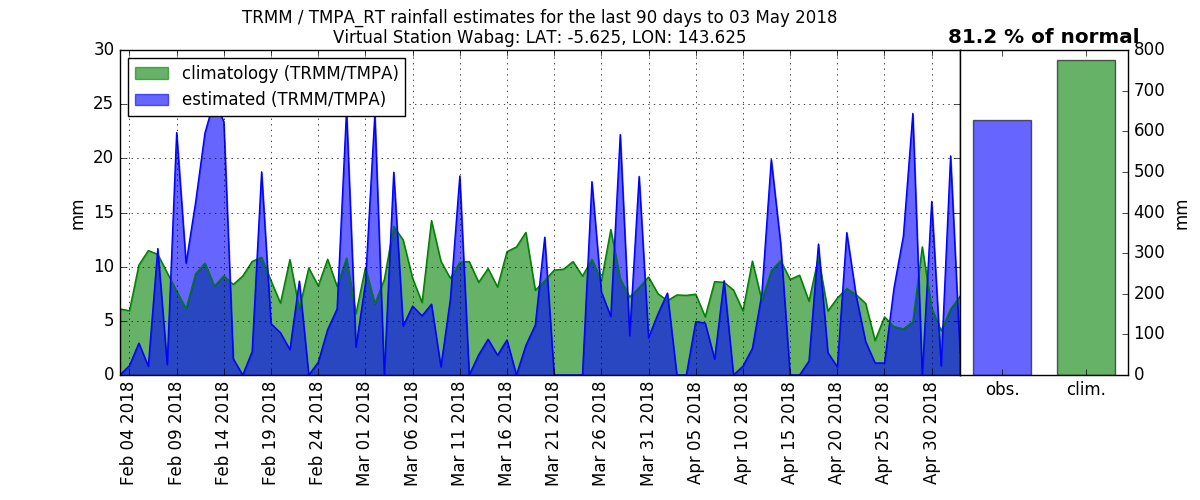 TRMM / TMPA_RT rainfall estimates for the last 90 days to 03 May 2018
Virtual Station Wabag: LAT: -5.625, LON: 143.625
81.2 % of normal
climatology (TRMM/TMPA)
estimated (TRMM/TMPA)
30
25
20
15
10
5
0
mm
Feb 04 2018
Feb 09 2018
Feb 14 2018
Feb 19 2018
Feb 24 2018
Mar 01 2018
Mar 06 2018
Mar 11 2018
Mar 16 2018
Mar 21 2018
Mar 26 2018
Mar 31 2018
Apr 05 2018
Apr 10 2018
Apr 15 2018
Apr 20 2018
Apr 25 2018
Apr 30 2018
obs.
clim.
800
700
600
500
400
300
200
100
0
mm